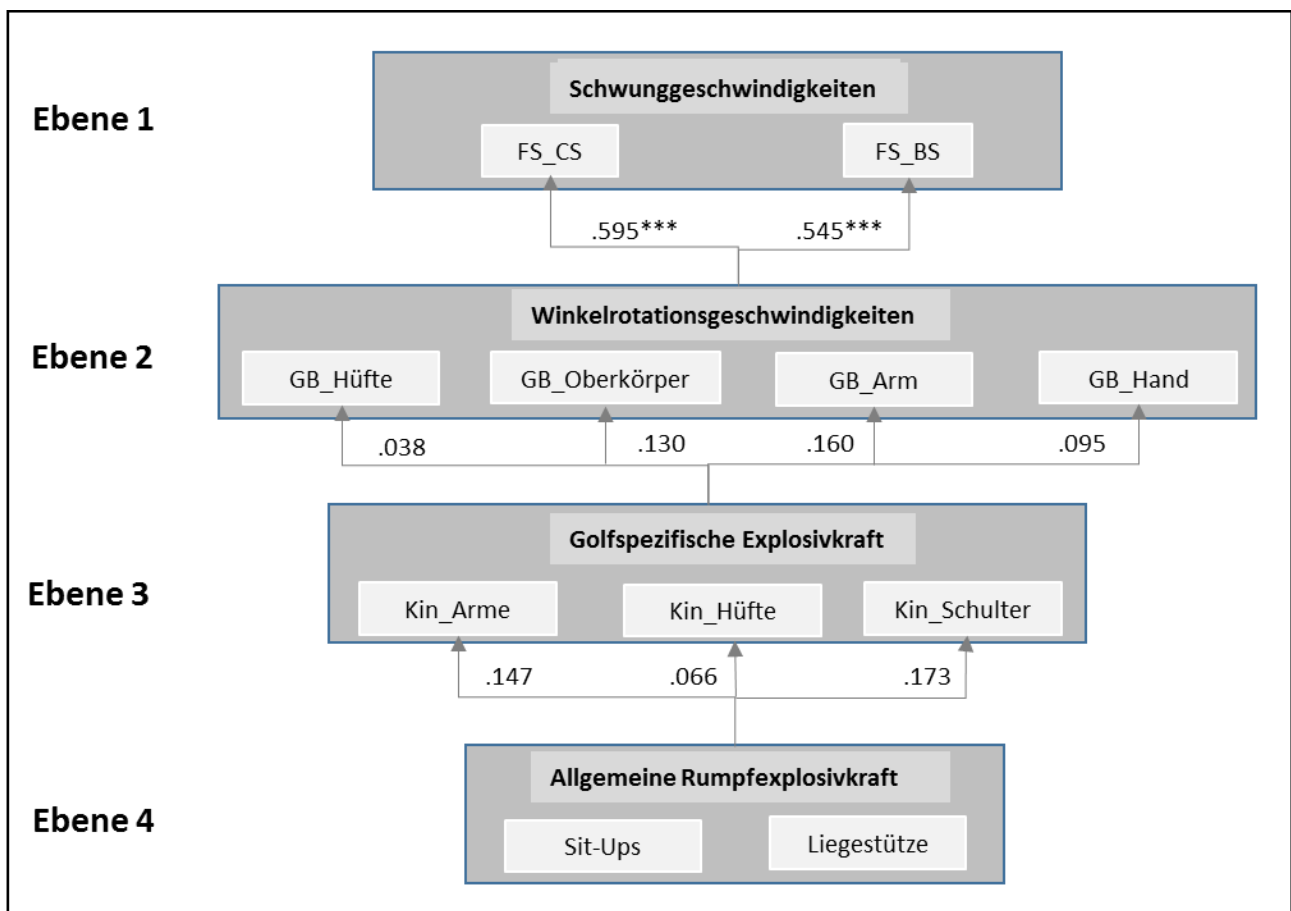 Schwunggeschwindigkeiten
Ebene 1
FS_CS FS_BS
.595*** .545***
Winkelrotationsgeschwindigkeiten
Ebene 2
GB_Hüfte GB_Oberkörper GB_Arm GB_Hand
.038 .130 .160 .095
Golfspezifische Explosivkraft
Ebene 3
Kin_Arme Kin_Hüfte Kin_Schulter
.147 .066 .173
Allgemeine Rumpfexplosivkraft
Ebene 4
Sit-Ups Liegestütze